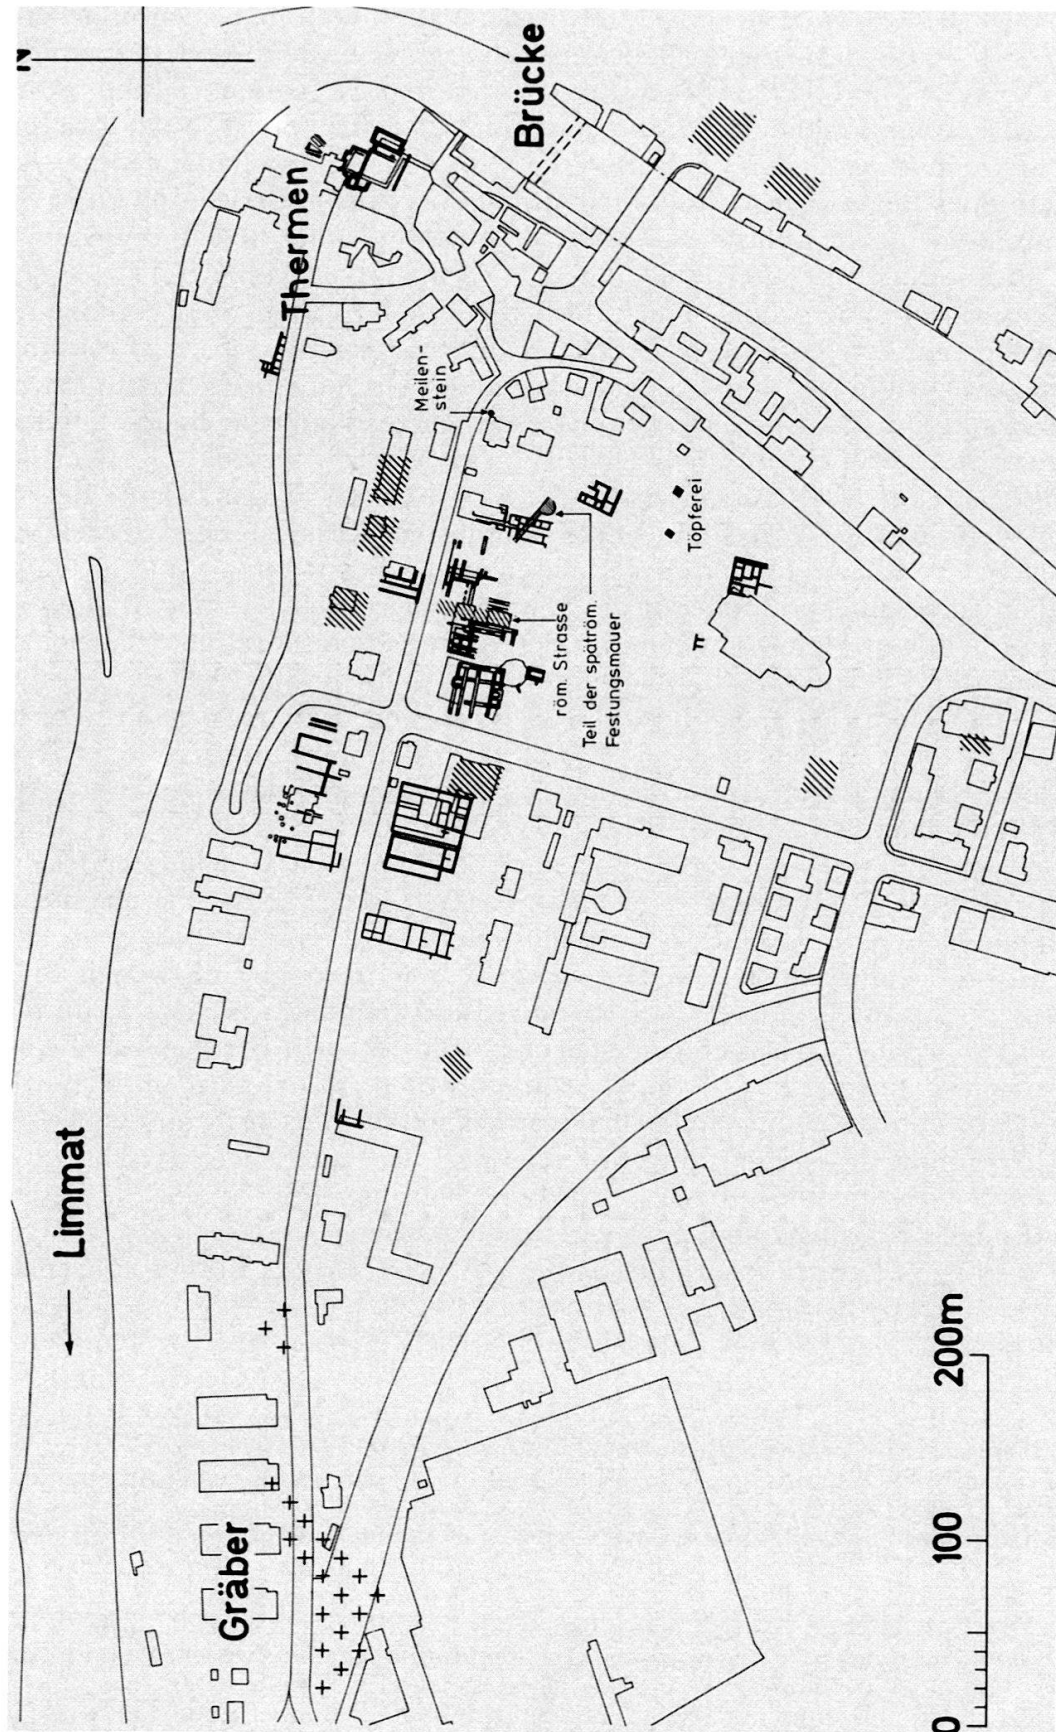 N
Brücke
Thermen
Meilen-
stein
Töpferei
röm. Strasse
Teil der spätröm.
Festungsmauer
Limmat
Gräber
0 100 200m